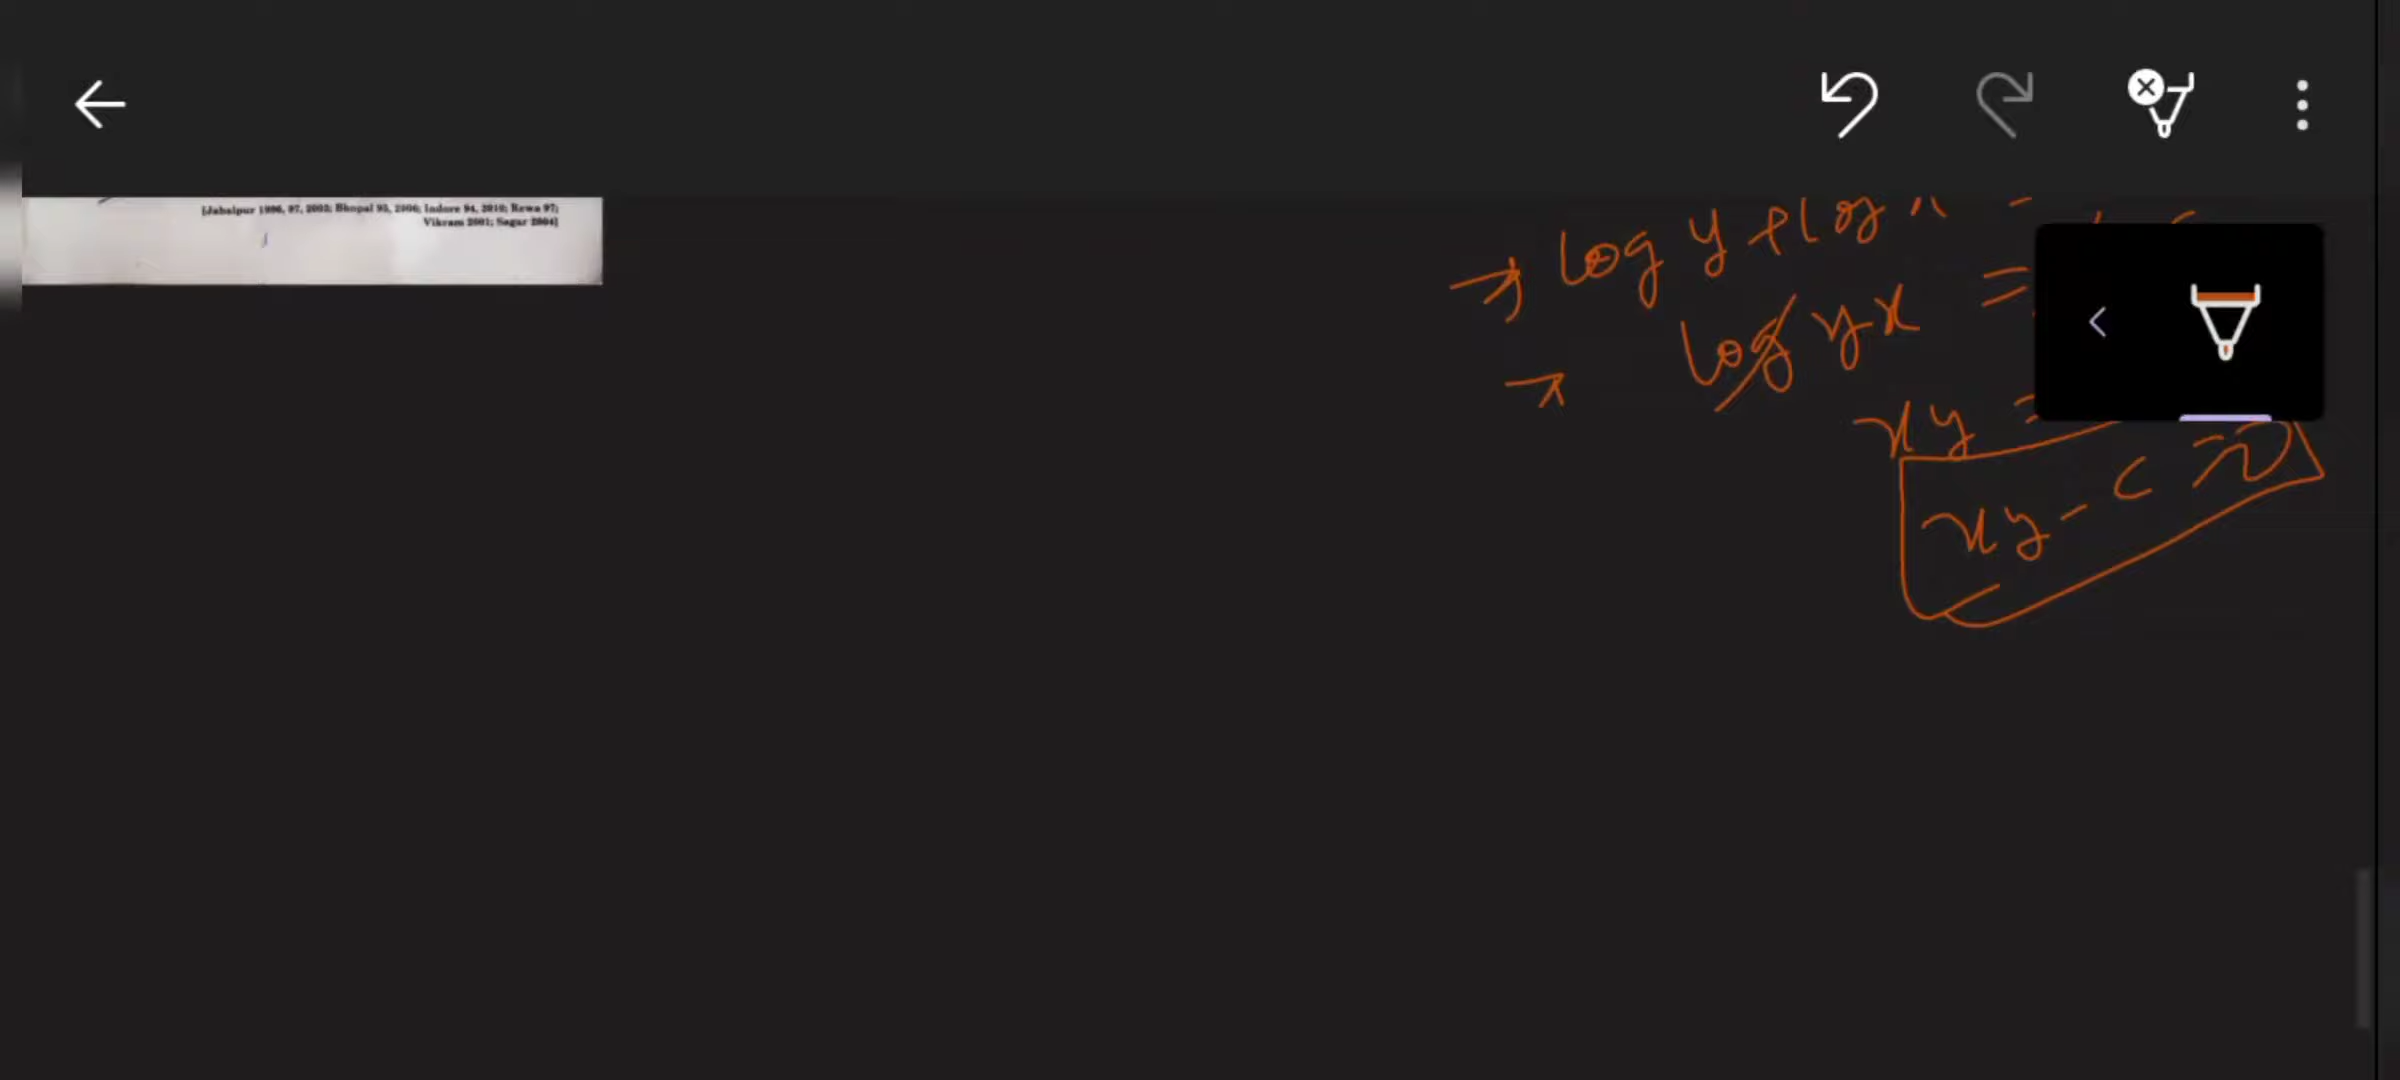 [Jabalpur 1996, 97, 2003; Bhopal 95, 2006; Indore 94, 2010; Rewa 97;
Vikram 2001; Sagar 2004]
→ log y + log x =
→ log yx =
xy =
xy - c =